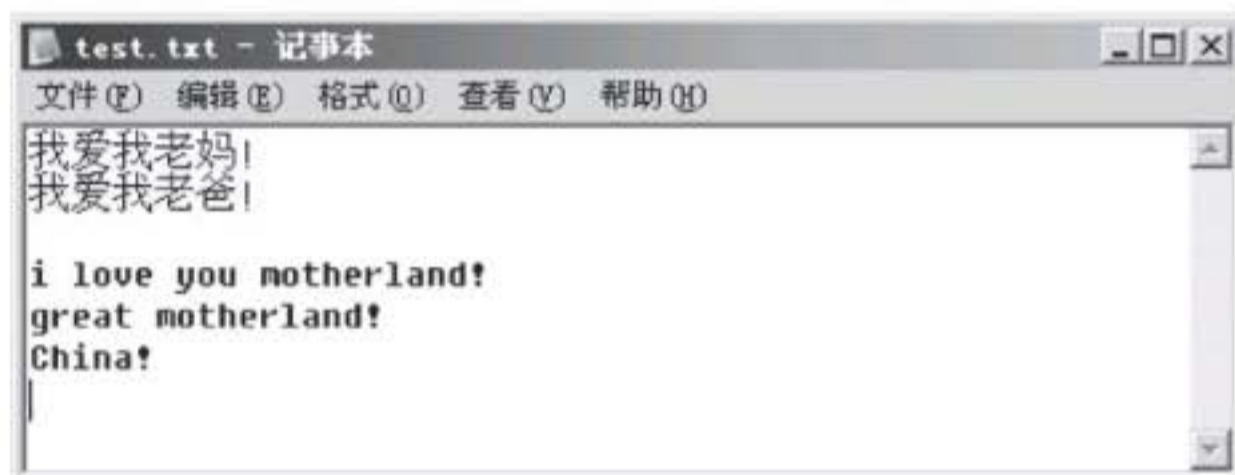 test.txt - 记事本
文件(F) 编辑(E) 格式(O) 查看(V) 帮助(H)
我爱我老妈!
我爱我老爸!
i love you motherland!
great motherland!
China!